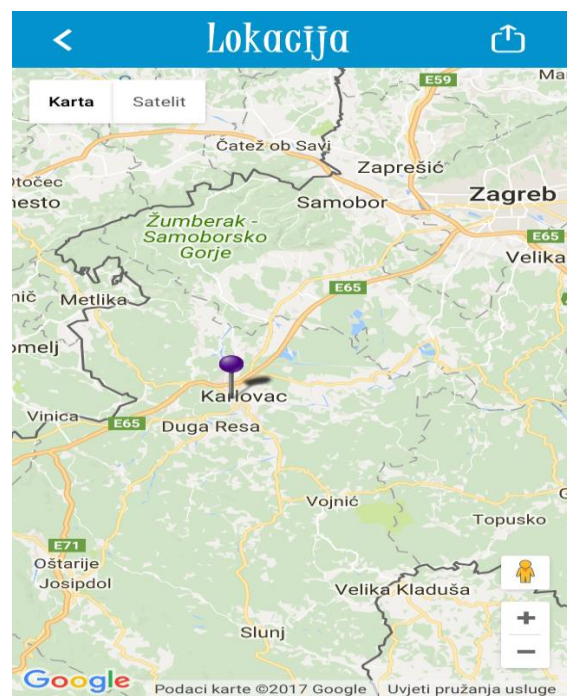 Lokacija
Karta
Satelit
E59
Čatež ob Savi
Zaprešić
Samobor
Zagreb
Žumberak -
Samoborsko
Gorje
E65
Velika
E65
Metlika
Karlovac
Vinica
E65
Duga Resa
Vojnić
Topusko
E71
Oštarije
Josipdol
Velika Kladuša
Slunj
Google
Podaci karte ©2017 Google
Uvjeti pružanja usluge